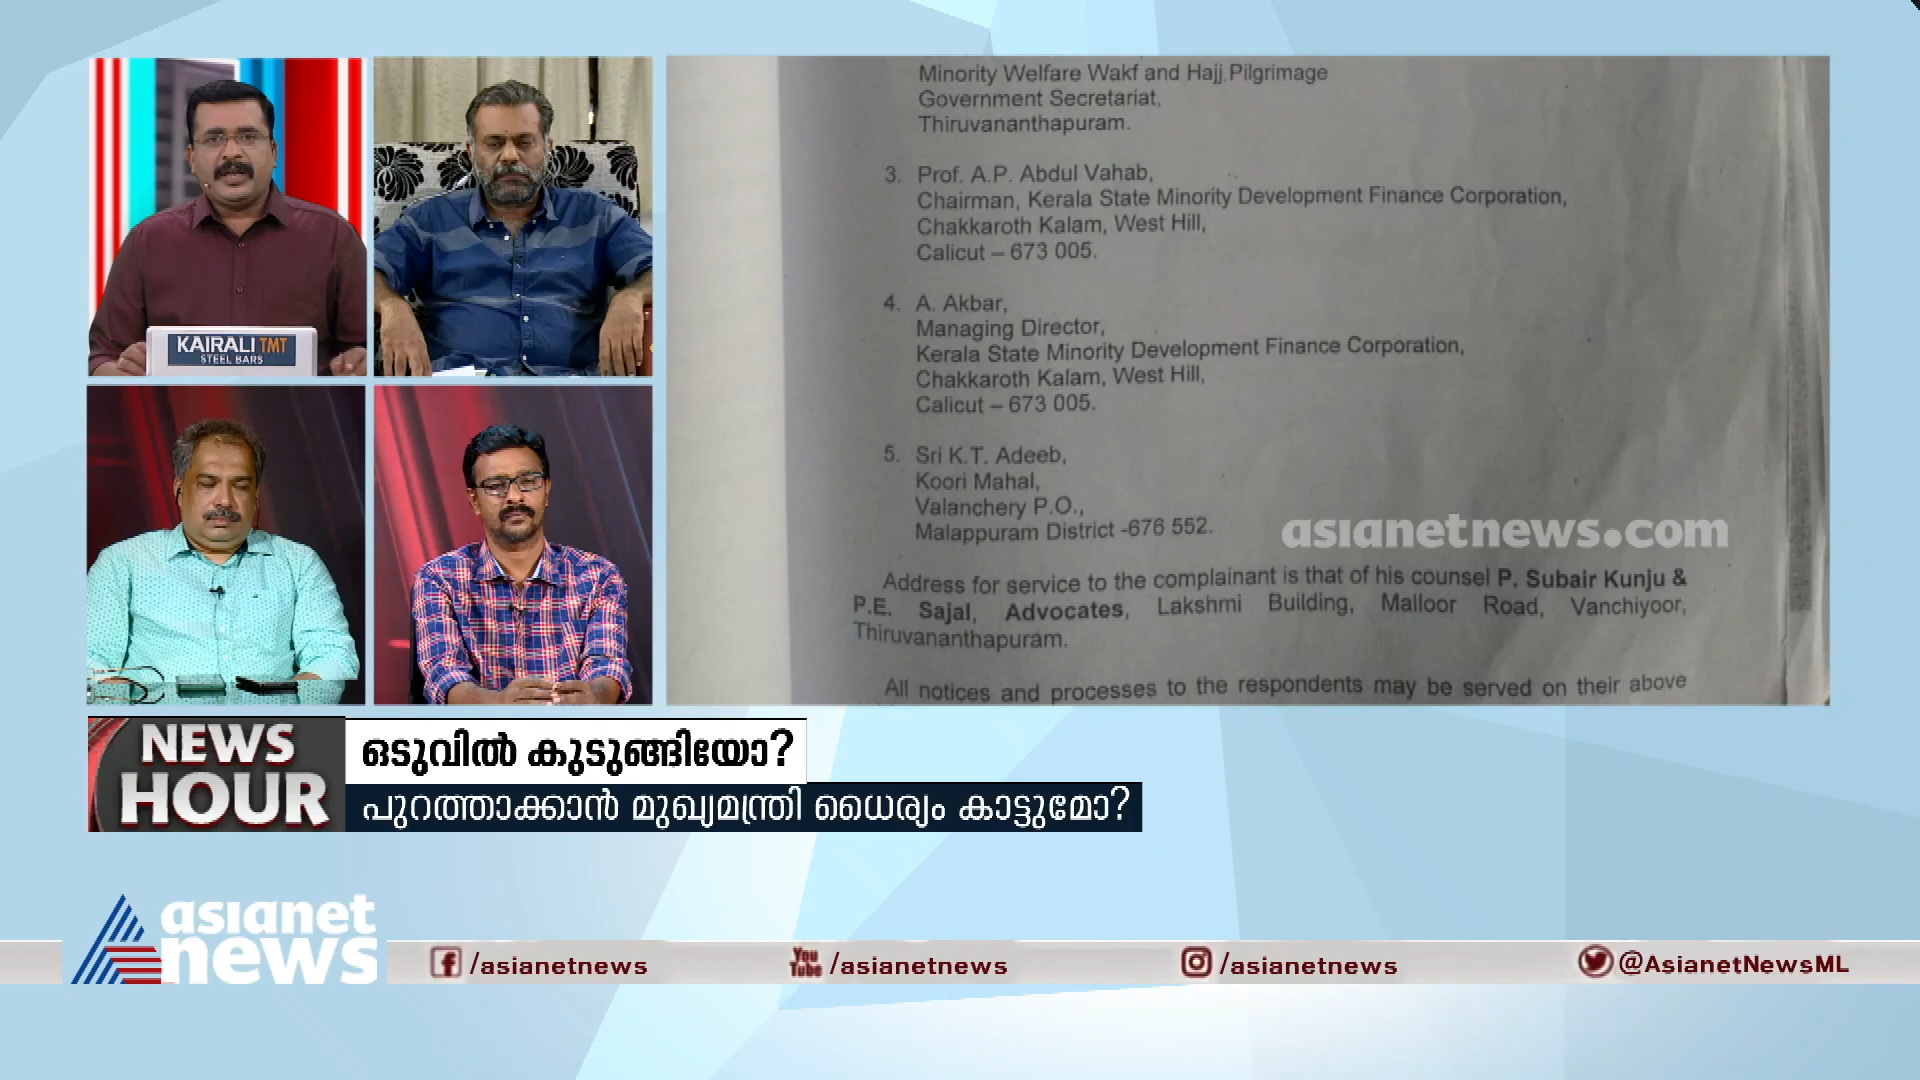 Minority Welfare Wakf and Hajj Pilgrimage
Government Secretariat,
Thiruvananthapuram.
3. Prof. A.P. Abdul Vahab,
Chairman, Kerala State Minority Development Finance Corporation,
Chakkaroth Kalam, West Hill,
Calicut – 673 005.
4. A. Akbar,
Managing Director,
Kerala State Minority Development Finance Corporation,
Chakkaroth Kalam, West Hill,
Calicut – 673 005.
5. Sri K.T. Adeeb,
Koori Mahal,
Valanchery P.O.,
Malappuram District -676 552.
asianetnews.com
Address for service to the complainant is that of his counsel P. Subair Kunju &
P.E. Sajal, Advocates, Lakshmi Building, Malloor Road, Vanchiyoor,
Thiruvananthapuram.
All notices and processes to the respondents may be served on their above
KAIRALI TMT
STEEL BARS
NEWS
HOUR
ഒടുവിൽ കുടുങ്ങിയോ?
പുറത്താക്കാൻ മുഖ്യമന്ത്രി ധൈര്യം കാട്ടുമോ?
asianet
news
/asianetnews
You
Tube
/asianetnews
/asianetnews
@AsianetNewsML